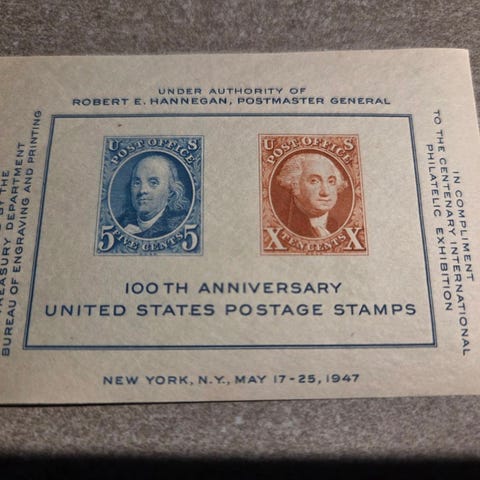 UNDER AUTHORITY OF
ROBERT E. HANNEGAN, POSTMASTER GENERAL
BY THE
TREASURY DEPARTMENT
BUREAU OF ENGRAVING AND PRINTING
U S
POST OFFICE
5 FIVE CENTS 5
U S
POST OFFICE
X TEN CENTS X
100TH ANNIVERSARY
UNITED STATES POSTAGE STAMPS
IN COMPLIMENT
TO THE CENTENARY INTERNATIONAL
PHILATELIC EXHIBITION
NEW YORK, N.Y., MAY 17-25, 1947